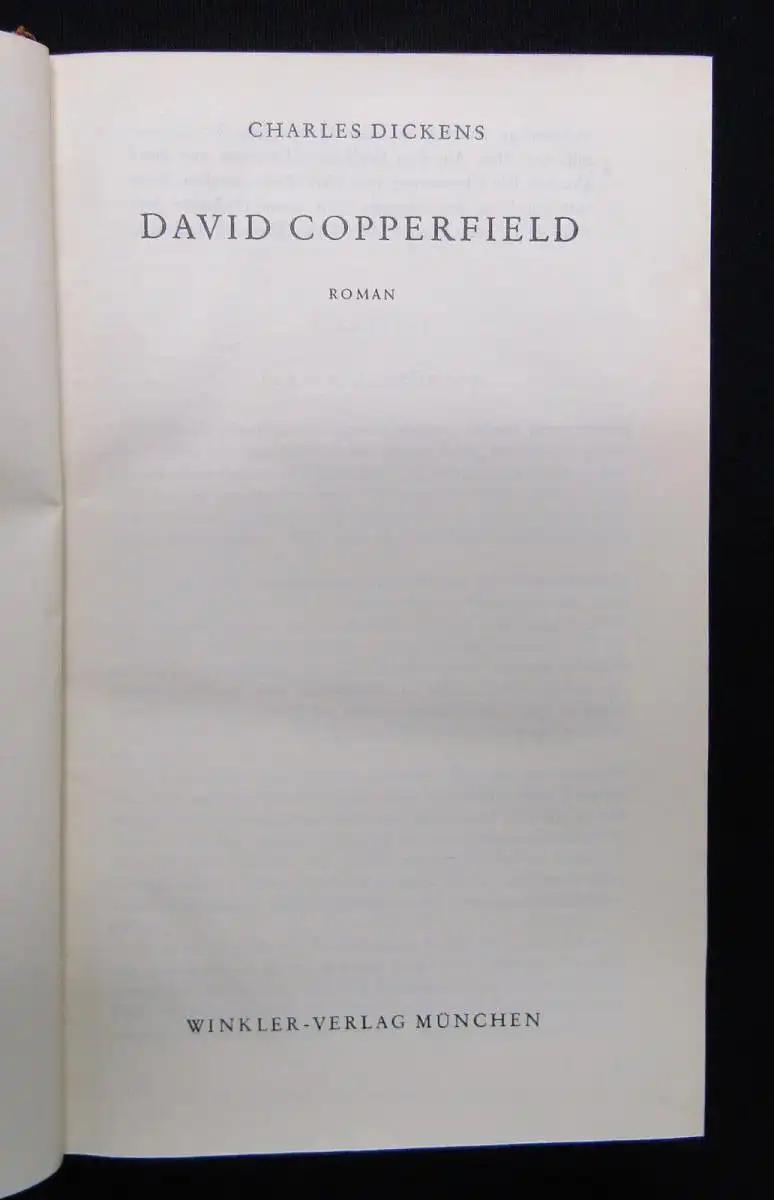 CHARLES DICKENS
DAVID COPPERFIELD
ROMAN
WINKLER-VERLAG MÜNCHEN